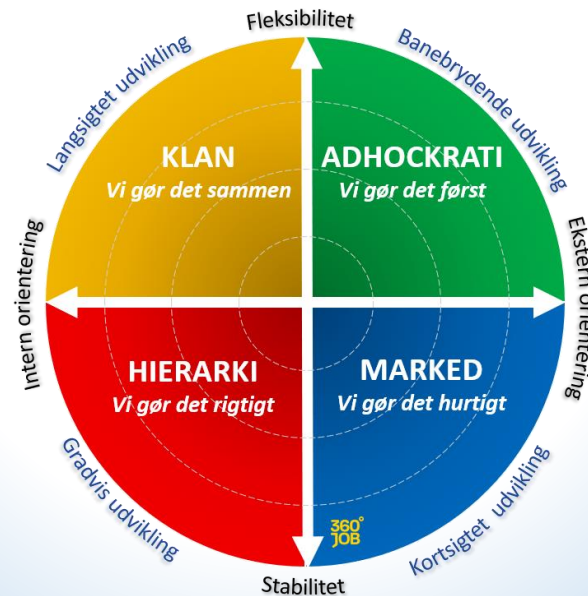 Fleksibilitet
Langsigtet udvikling
Banebrydende udvikling
KLAN
Vi gør det sammen
ADHOCKRATI
Vi gør det først
Intern orientering
Ekstern orientering
HIERARKI
Vi gør det rigtigt
MARKED
Vi gør det hurtigt
Gradvis udvikling
Kortsigtet udvikling
360°
JOB
Stabilitet